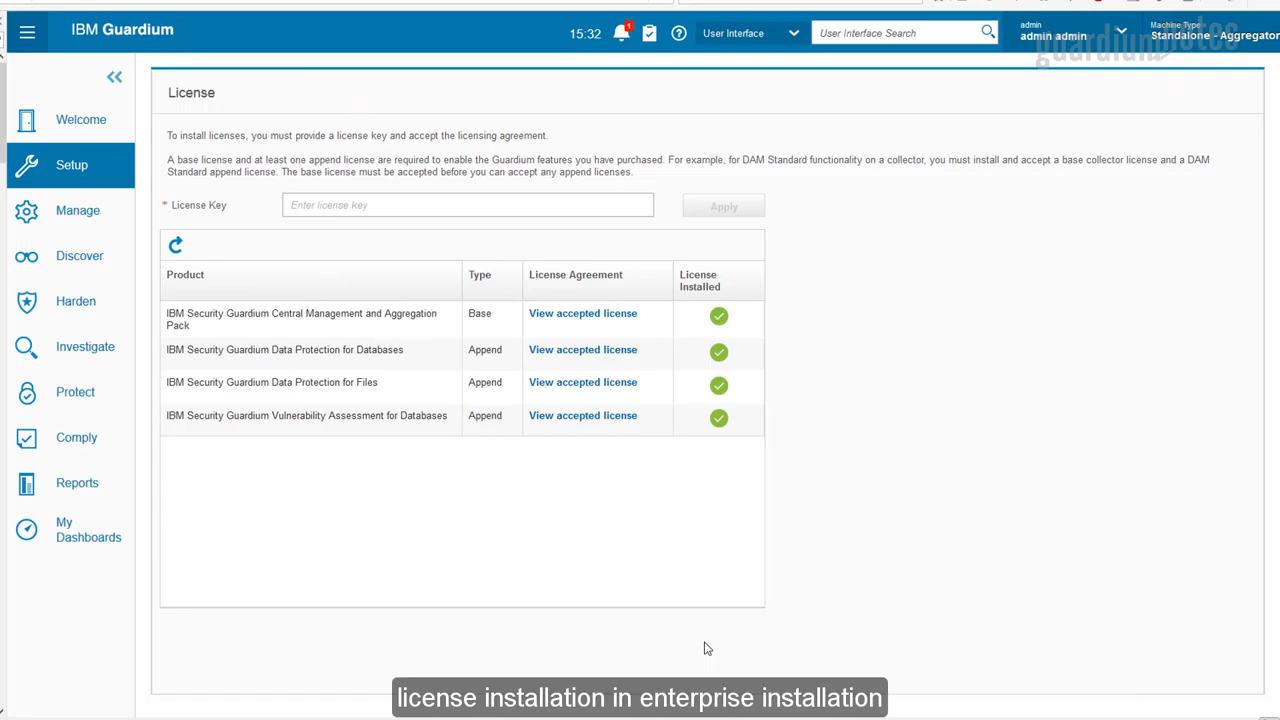 IBM Guardium
15:32
1
User Interface
User Interface Search
admin
admin admin
Machine Type
Standalone - Aggregator
guardiumnotes
Welcome
Setup
Manage
Discover
Harden
Investigate
Protect
Comply
Reports
My
Dashboards
License
To install licenses, you must provide a license key and accept the licensing agreement.
A base license and at least one append license are required to enable the Guardium features you have purchased. For example, for DAM Standard functionality on a collector, you must install and accept a base collector license and a DAM
Standard append license. The base license must be accepted before you can accept any append licenses.
* License Key
Enter license key
Apply
Product
Type
License Agreement
License
Installed
IBM Security Guardium Central Management and Aggregation
Pack
Base
View accepted license
IBM Security Guardium Data Protection for Databases
Append
View accepted license
IBM Security Guardium Data Protection for Files
Append
View accepted license
IBM Security Guardium Vulnerability Assessment for Databases
Append
View accepted license
license installation in enterprise installation